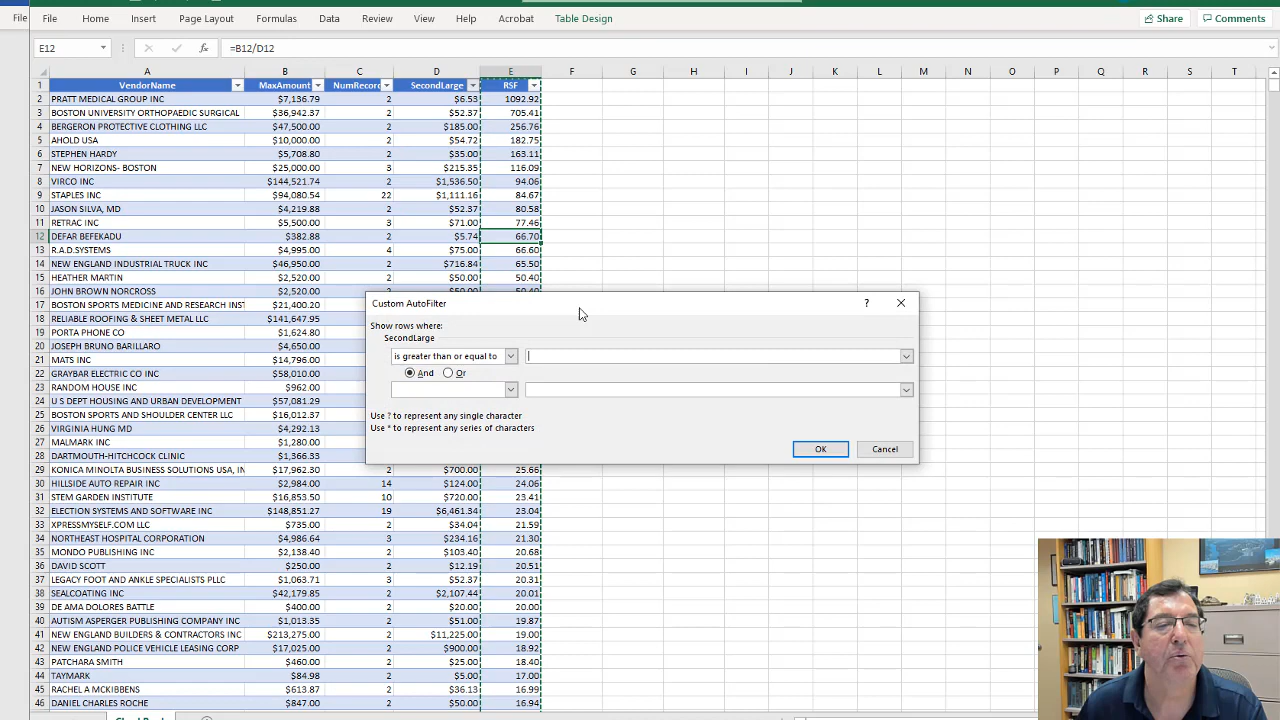 File File Home Insert Page Layout Formulas Data Review View Help Acrobat Table Design Share Comments
E12 fx =B12/D12
A B C D E F G H I J K L M N O P Q R S
1 VendorName MaxAmount NumRecord SecondLarge RSF
2 PRATT MEDICAL GROUP INC $7,136.79 2 $6.53 1092.92
3 BOSTON UNIVERSITY ORTHOPAEDIC SURGICAL $36,942.37 2 $52.37 705.41
4 BERGERON PROTECTIVE CLOTHING LLC $47,500.00 2 $185.00 256.76
5 AHOLD USA $10,000.00 2 $54.72 182.75
6 STEPHEN HARDY $5,708.80 2 $35.00 163.11
7 NEW HORIZONS- BOSTON $25,000.00 3 $215.35 116.09
8 VIRCO INC $144,521.74 2 $1,536.50 94.06
9 STAPLES INC $94,080.54 22 $1,111.16 84.67
10 JASON SILVA, MD $4,219.88 2 $52.37 80.58
11 RETRAC INC $5,500.00 3 $71.00 77.46
12 DEFAR BEFEKADU $382.88 2 $5.74 66.70
13 R.A.D.SYSTEMS $4,995.00 4 $75.00 66.60
14 NEW ENGLAND INDUSTRIAL TRUCK INC $46,950.00 2 $716.84 65.50
15 HEATHER MARTIN $2,520.00 2 $50.00 50.40
16 JOHN BROWN NORCROSS $2,520.00 2 $50.00 50.40
17 BOSTON SPORTS MEDICINE AND RESEARCH INST $21,400.20
18 REILLY ROOFING & SHEET METAL LLC $141,647.95
19 PORTA PHONE CO $1,624.80
20 JOSEPH BRUNO BARILLARO $4,650.00
21 MATS INC $14,796.00
22 GRAYBAR ELECTRIC CO INC $58,010.00
23 RANDOM HOUSE INC $962.00
24 U S DEPT HOUSING AND URBAN DEVELOPMENT $57,081.29
25 BOSTON SPORTS AND SHOULDER CENTER LLC $16,012.37
26 VIRGINIA HUNG MD $4,292.13
27 MALMARK INC $1,280.00
28 DARTMOUTH-HITCHCOCK CLINIC $1,366.33
29 KONICA MINOLTA BUSINESS SOLUTIONS USA, IN $17,962.30 2 $700.00 25.66
30 HILLSIDE AUTO REPAIR INC $2,984.00 14 $124.00 24.06
31 STEM GARDEN INSTITUTE $16,853.50 10 $720.00 23.41
32 ELECTION SYSTEMS AND SOFTWARE INC $148,851.27 19 $6,461.34 23.04
33 XPRESSMYSELF.COM LLC $735.00 2 $34.04 21.59
34 NORTHEAST HOSPITAL CORPORATION $4,986.64 3 $234.16 21.30
35 MONDO PUBLISHING INC $2,138.40 2 $103.40 20.68
36 DAVID SCOTT $250.00 2 $12.19 20.51
37 LEGACY FOOT AND ANKLE SPECIALISTS PLLC $1,063.71 3 $52.37 20.31
38 SEALCOATING INC $42,179.85 2 $2,107.44 20.01
39 DE AMA DOLORES BATTLE $400.00 2 $20.00 20.00
40 AUTISM ASPERGER PUBLISHING COMPANY INC $1,013.35 2 $51.00 19.87
41 NEW ENGLAND BUILDERS & CONTRACTORS INC $213,275.00 2 $11,225.00 19.00
42 NEW ENGLAND POLICE VEHICLE LEASING CORP $17,025.00 2 $900.00 18.92
43 PATCHARA SMITH $460.00 2 $25.00 18.40
44 TAYMARK $84.98 2 $5.00 17.00
45 RACHEL A MCKIBBENS $613.87 2 $36.13 16.99
46 DANIEL CHARLES ROCHE $847.00 2 $50.00 16.94
Custom AutoFilter ?
Show rows where:
SecondLarge
is greater than or equal to
And Or
Use ? to represent any single character
Use * to represent any series of characters
OK Cancel